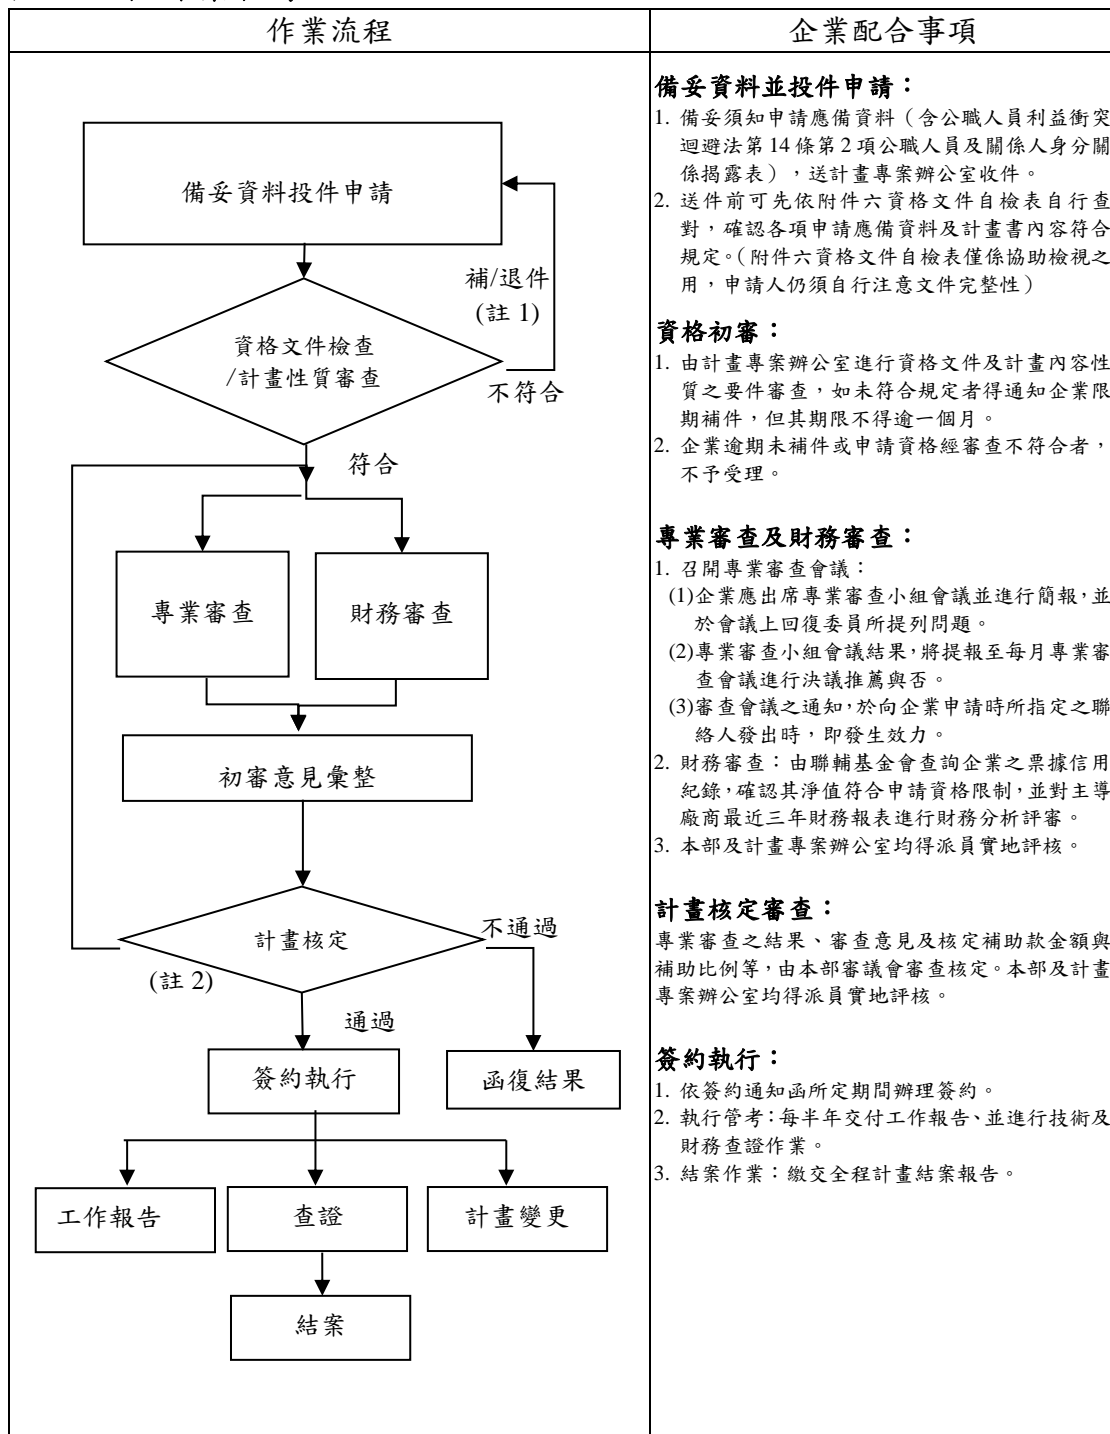 作業流程
企業配合事項
備妥資料投件申請
補/退件
(註 1)
資格文件檢查
/計畫性質審查
不符合
符合
專業審查
財務審查
初審意見彙整
計畫核定
不通過
(註 2)
通過
簽約執行
函復結果
工作報告
查證
計畫變更
結案
備妥資料並投件申請：
1. 備妥須知申請應備資料（含公職人員利益衝突
迴避法第 14 條第 2 項公職人員及關係人身分關
係揭露表），送計畫專案辦公室收件。
2. 送件前可先依附件六資格文件自檢表自行查
對，確認各項申請應備資料及計畫書內容符合
規定。（附件六資格文件自檢表僅係協助檢視之
用，申請人仍須自行注意文件完整性）
資格初審：
1. 由計畫專案辦公室進行資格文件及計畫內容性
質之要件審查，如未符合規定者得通知企業限
期補件，但其期限不得逾一個月。
2. 企業逾期未補件或申請資格經審查不符合者，
不予受理。
專業審查及財務審查：
1. 召開專業審查會議：
(1)企業應出席專業審查小組會議並進行簡報，並
於會議上回復委員所提列問題。
(2)專業審查小組會議結果，將提報至每月專業審
查會議進行決議推薦與否。
(3)審查會議之通知，於向企業申請時所指定之聯
絡人發出時，即發生效力。
2. 財務審查：由聯輔基金會查詢企業之票據信用
紀錄，確認其淨值符合申請資格限制，並對主導
廠商最近三年財務報表進行財務分析評審。
3. 本部及計畫專案辦公室均得派員實地評核。
計畫核定審查：
專業審查之結果、審查意見及核定補助款金額與
補助比例等，由本部審議會審查核定。本部及計畫
專案辦公室均得派員實地評核。
簽約執行：
1. 依簽約通知函所定期間辦理簽約。
2. 執行管考：每半年交付工作報告、並進行技術及
財務查證作業。
3. 結案作業：繳交全程計畫結案報告。